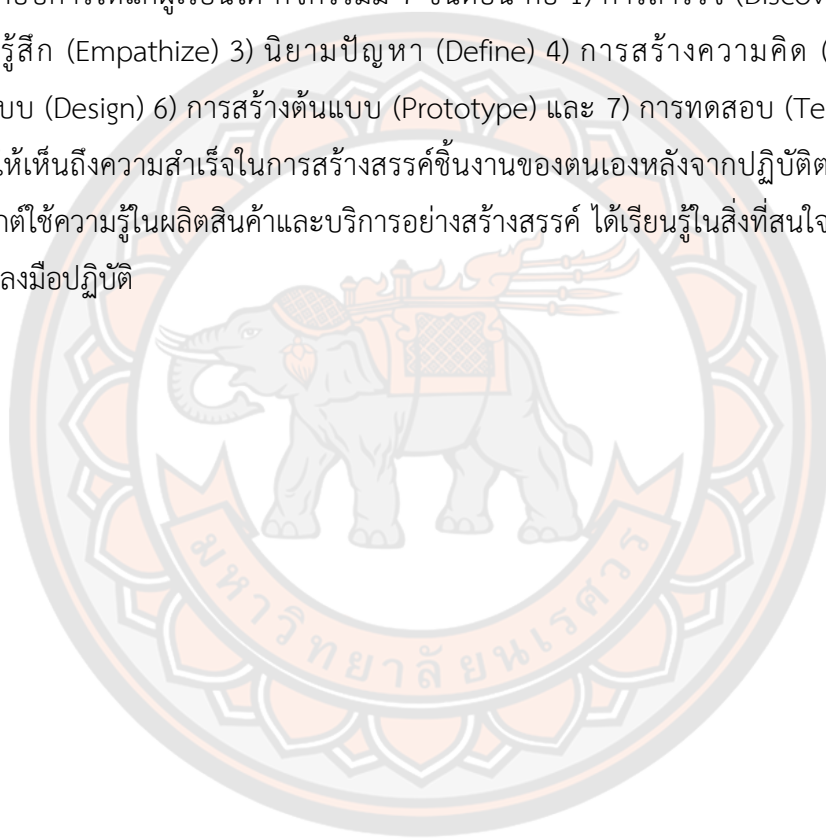 (Discov
รู้สึก (Empathize) 3) นิยามปัญหา (Define) 4) การสร้างความคิด (
บบ (Design) 6) การสร้างต้นแบบ (Prototype) และ 7) การทดสอบ (Te
ห้เห็นถึงความสำเร็จในการสร้างสรรค์ชิ้นงานของตนเองหลังจากปฏิบัติต
กต์ใช้ความรู้ในผลิตสินค้าและบริการอย่างสร้างสรรค์ ได้เรียนรู้ในสิ่งที่สนใจ
ลงมือปฏิบัติ
มหาวิทยาลัยนเรศวร